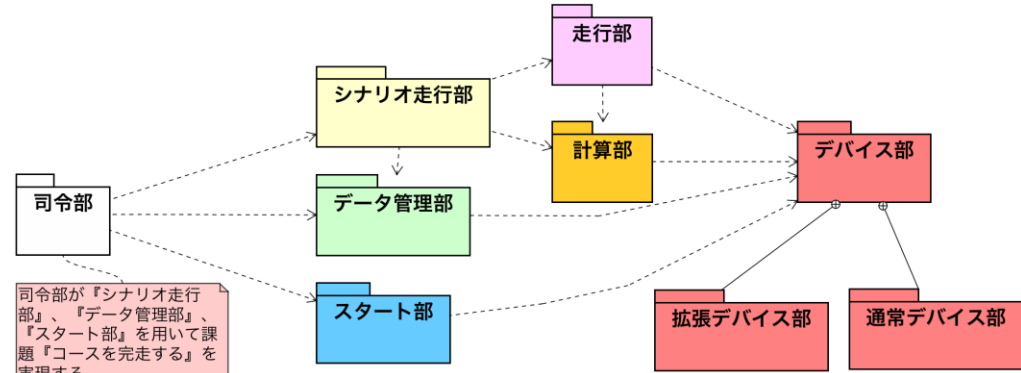 走行部
シナリオ走行部
計算部
デバイス部
司令部
データ管理部
スタート部
拡張デバイス部
通常デバイス部
司令部が『シナリオ走行
部』、『データ管理部』、
『スタート部』を用いて課
題『コースを完走する』を
実現する